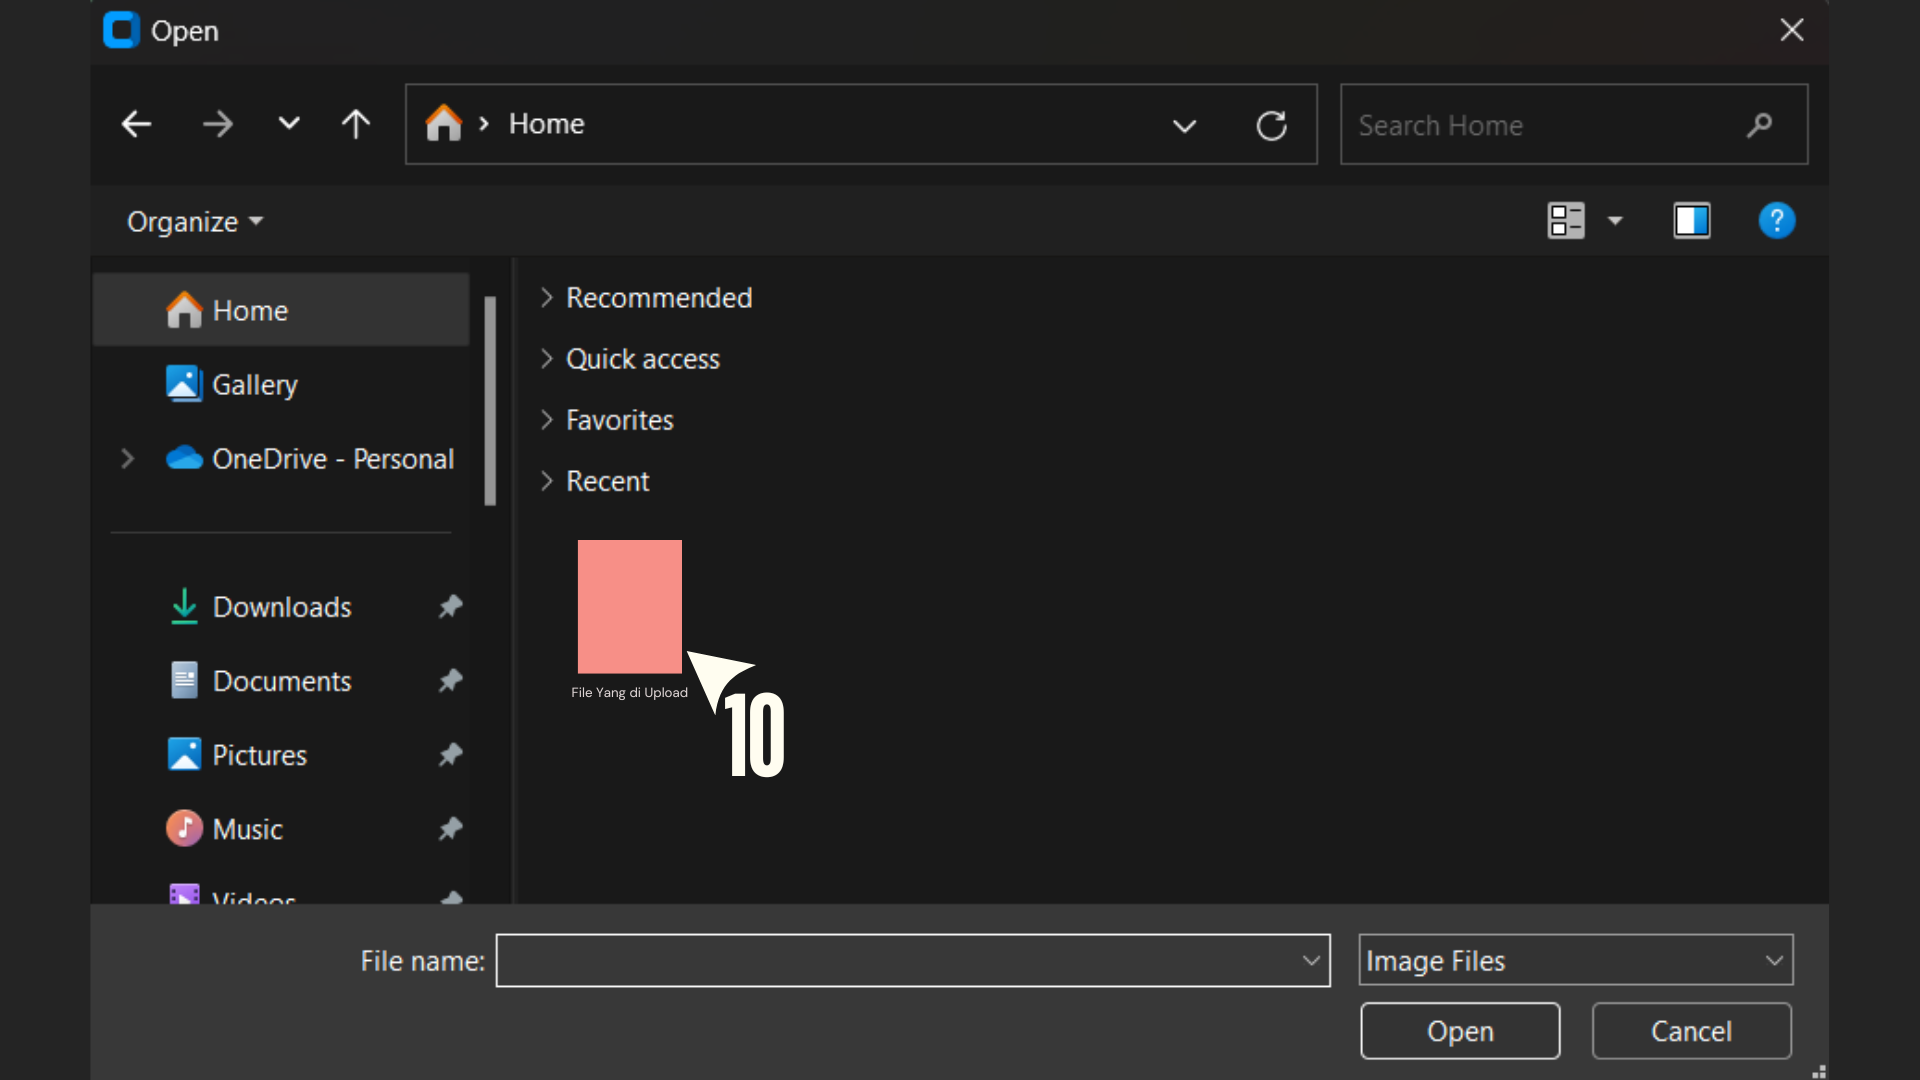 Open
Home
Search Home
Organize
?
Home
Gallery
OneDrive - Personal
Downloads
Documents
Pictures
Music
Videos
Recommended
Quick access
Favorites
Recent
File Yang di Upload
10
File name:
Image Files
Open
Cancel